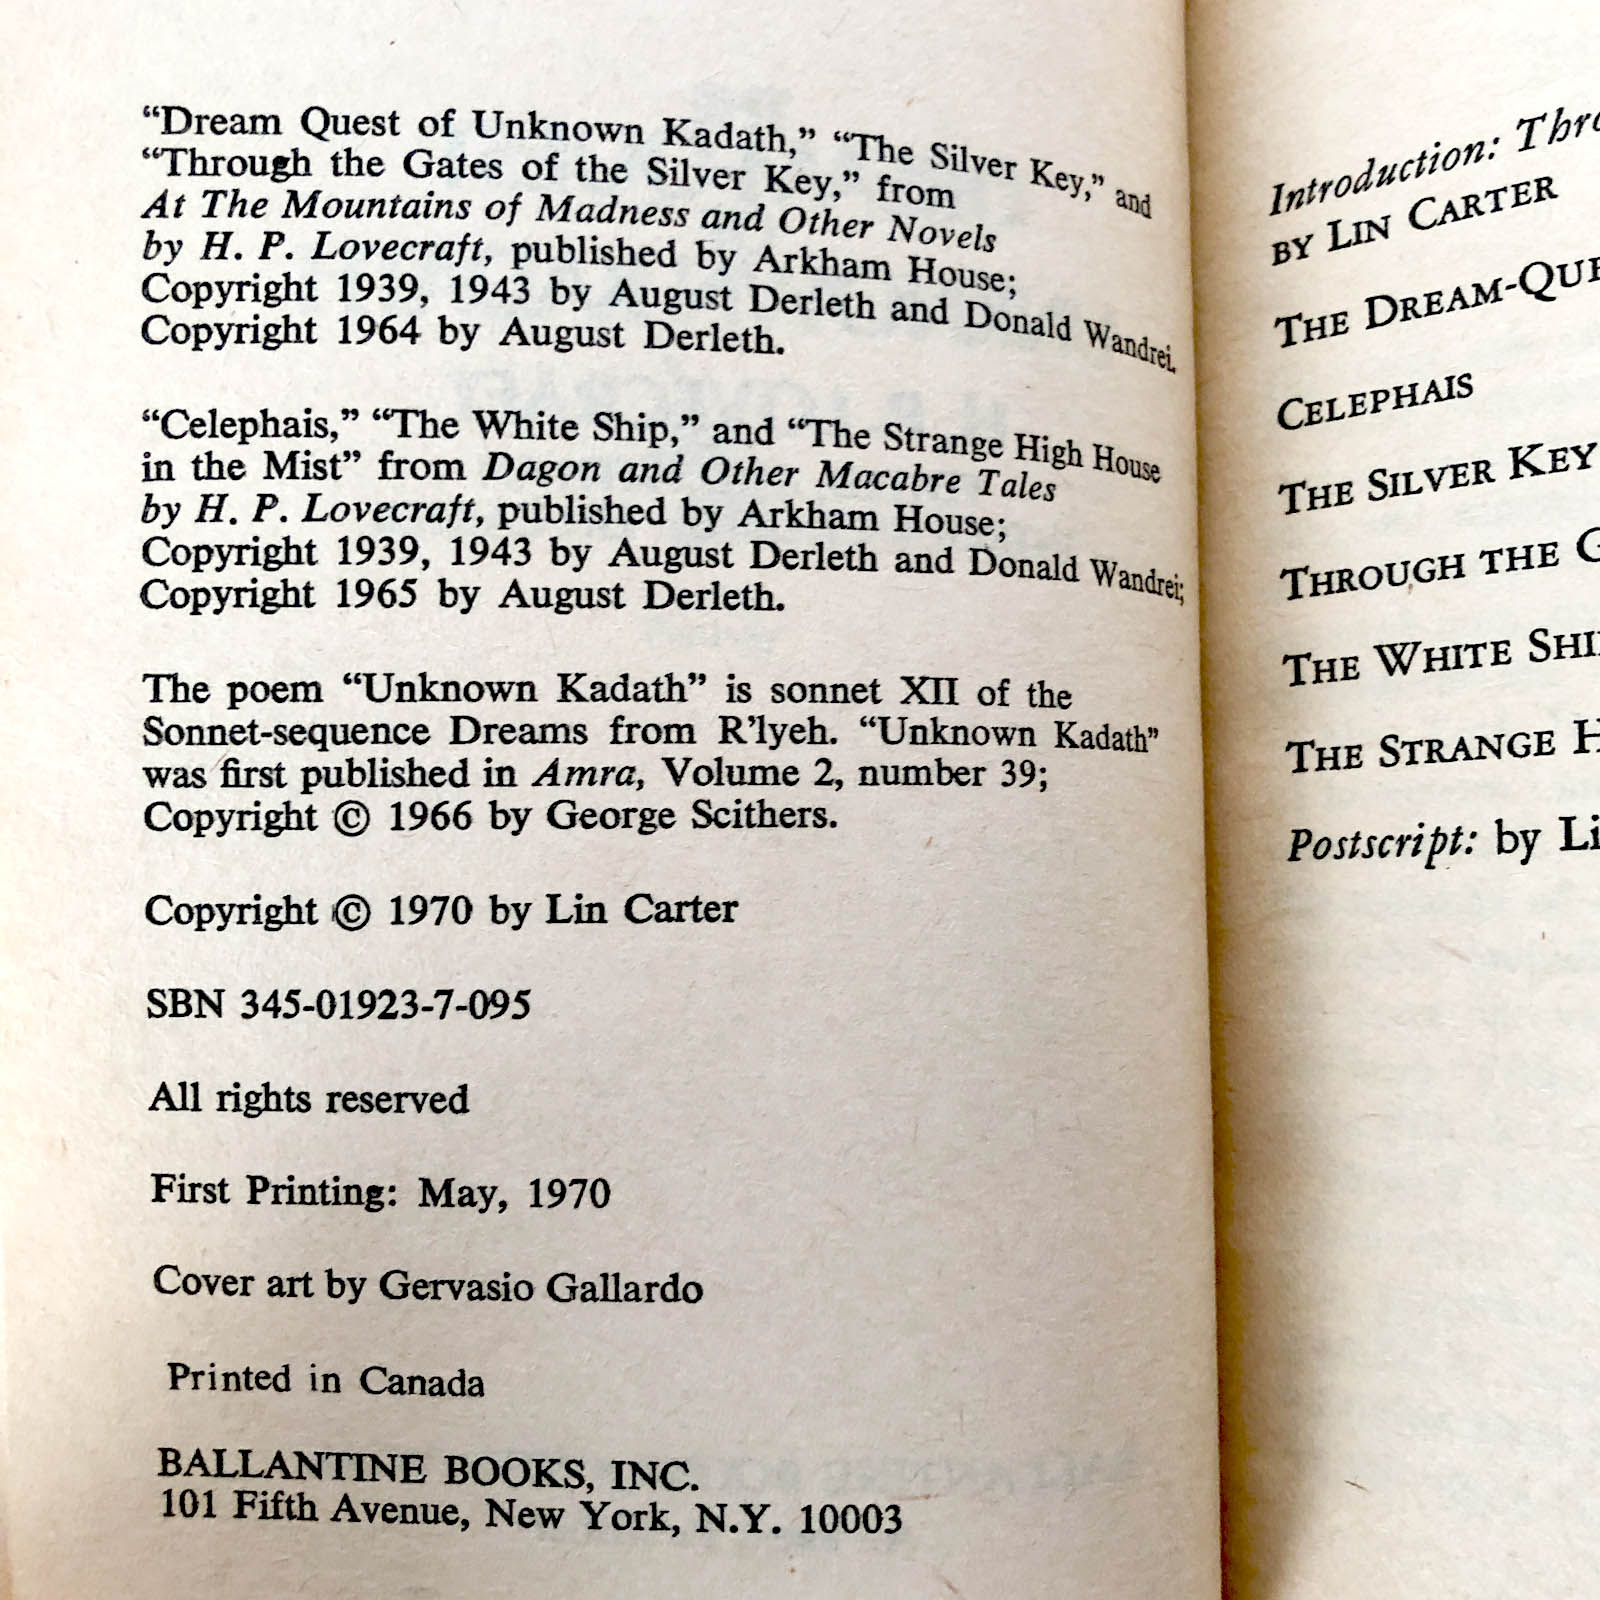 “Dream Quest of Unknown Kadath,” “The Silver Key,” and
“Through the Gates of the Silver Key,” from
At The Mountains of Madness and Other Novels
by H. P. Lovecraft, published by Arkham House;
Copyright 1939, 1943 by August Derleth and Donald Wandrei.
Copyright 1964 by August Derleth.
“Celephais,” “The White Ship,” and “The Strange High House
in the Mist” from Dagon and Other Macabre Tales
by H. P. Lovecraft, published by Arkham House;
Copyright 1939, 1943 by August Derleth and Donald Wandrei;
Copyright 1965 by August Derleth.
The poem “Unknown Kadath” is sonnet XII of the
Sonnet-sequence Dreams from R’lyeh. “Unknown Kadath”
was first published in Amra, Volume 2, number 39;
Copyright © 1966 by George Scithers.
Copyright © 1970 by Lin Carter
SBN 345-01923-7-095
All rights reserved
First Printing: May, 1970
Cover art by Gervasio Gallardo
Printed in Canada
BALLANTINE BOOKS, INC.
101 Fifth Avenue, New York, N.Y. 10003
Introduction:
BY LIN CARTER
THE
CELEPHAIS
THE SILVER KEY
THROUGH THE
THE WHITE
THE STRANGE
Postscript: by